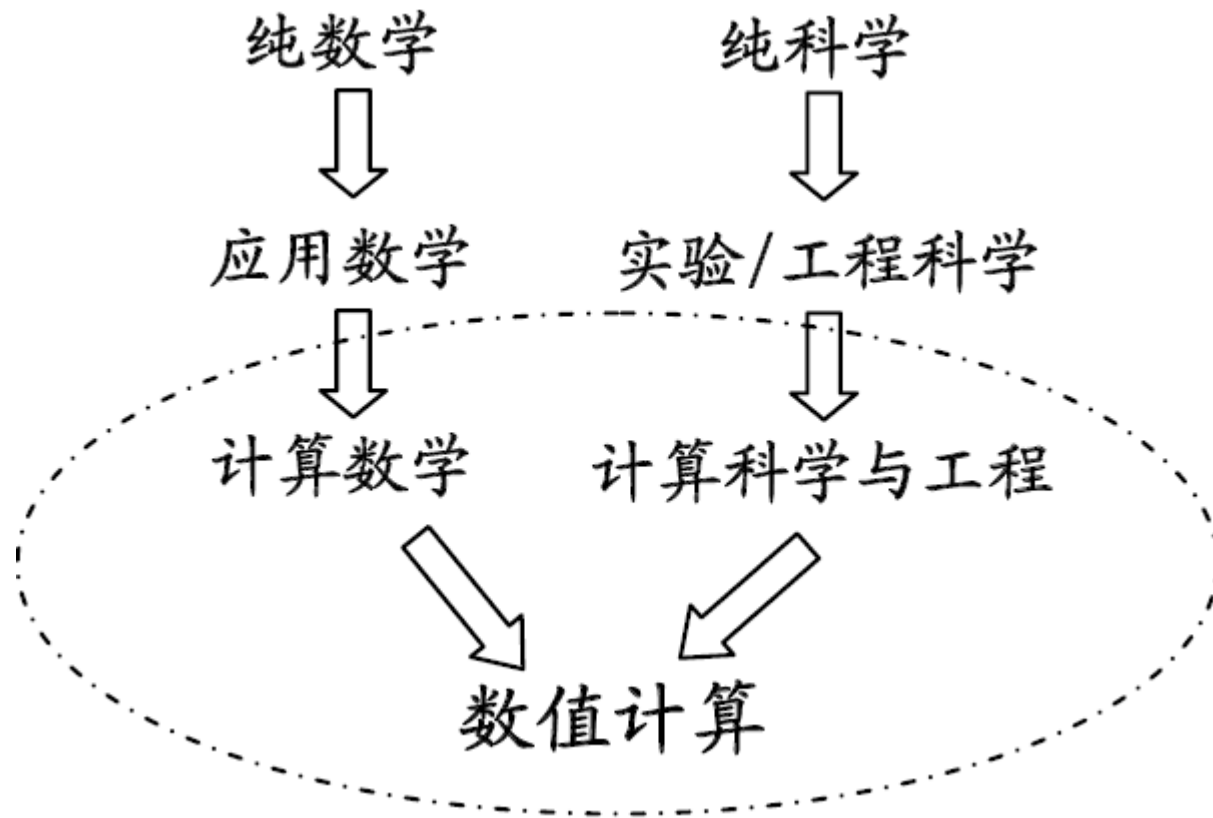 纯数学
纯科学
应用数学
实验/工程科学
计算数学
计算科学与工程
数值计算